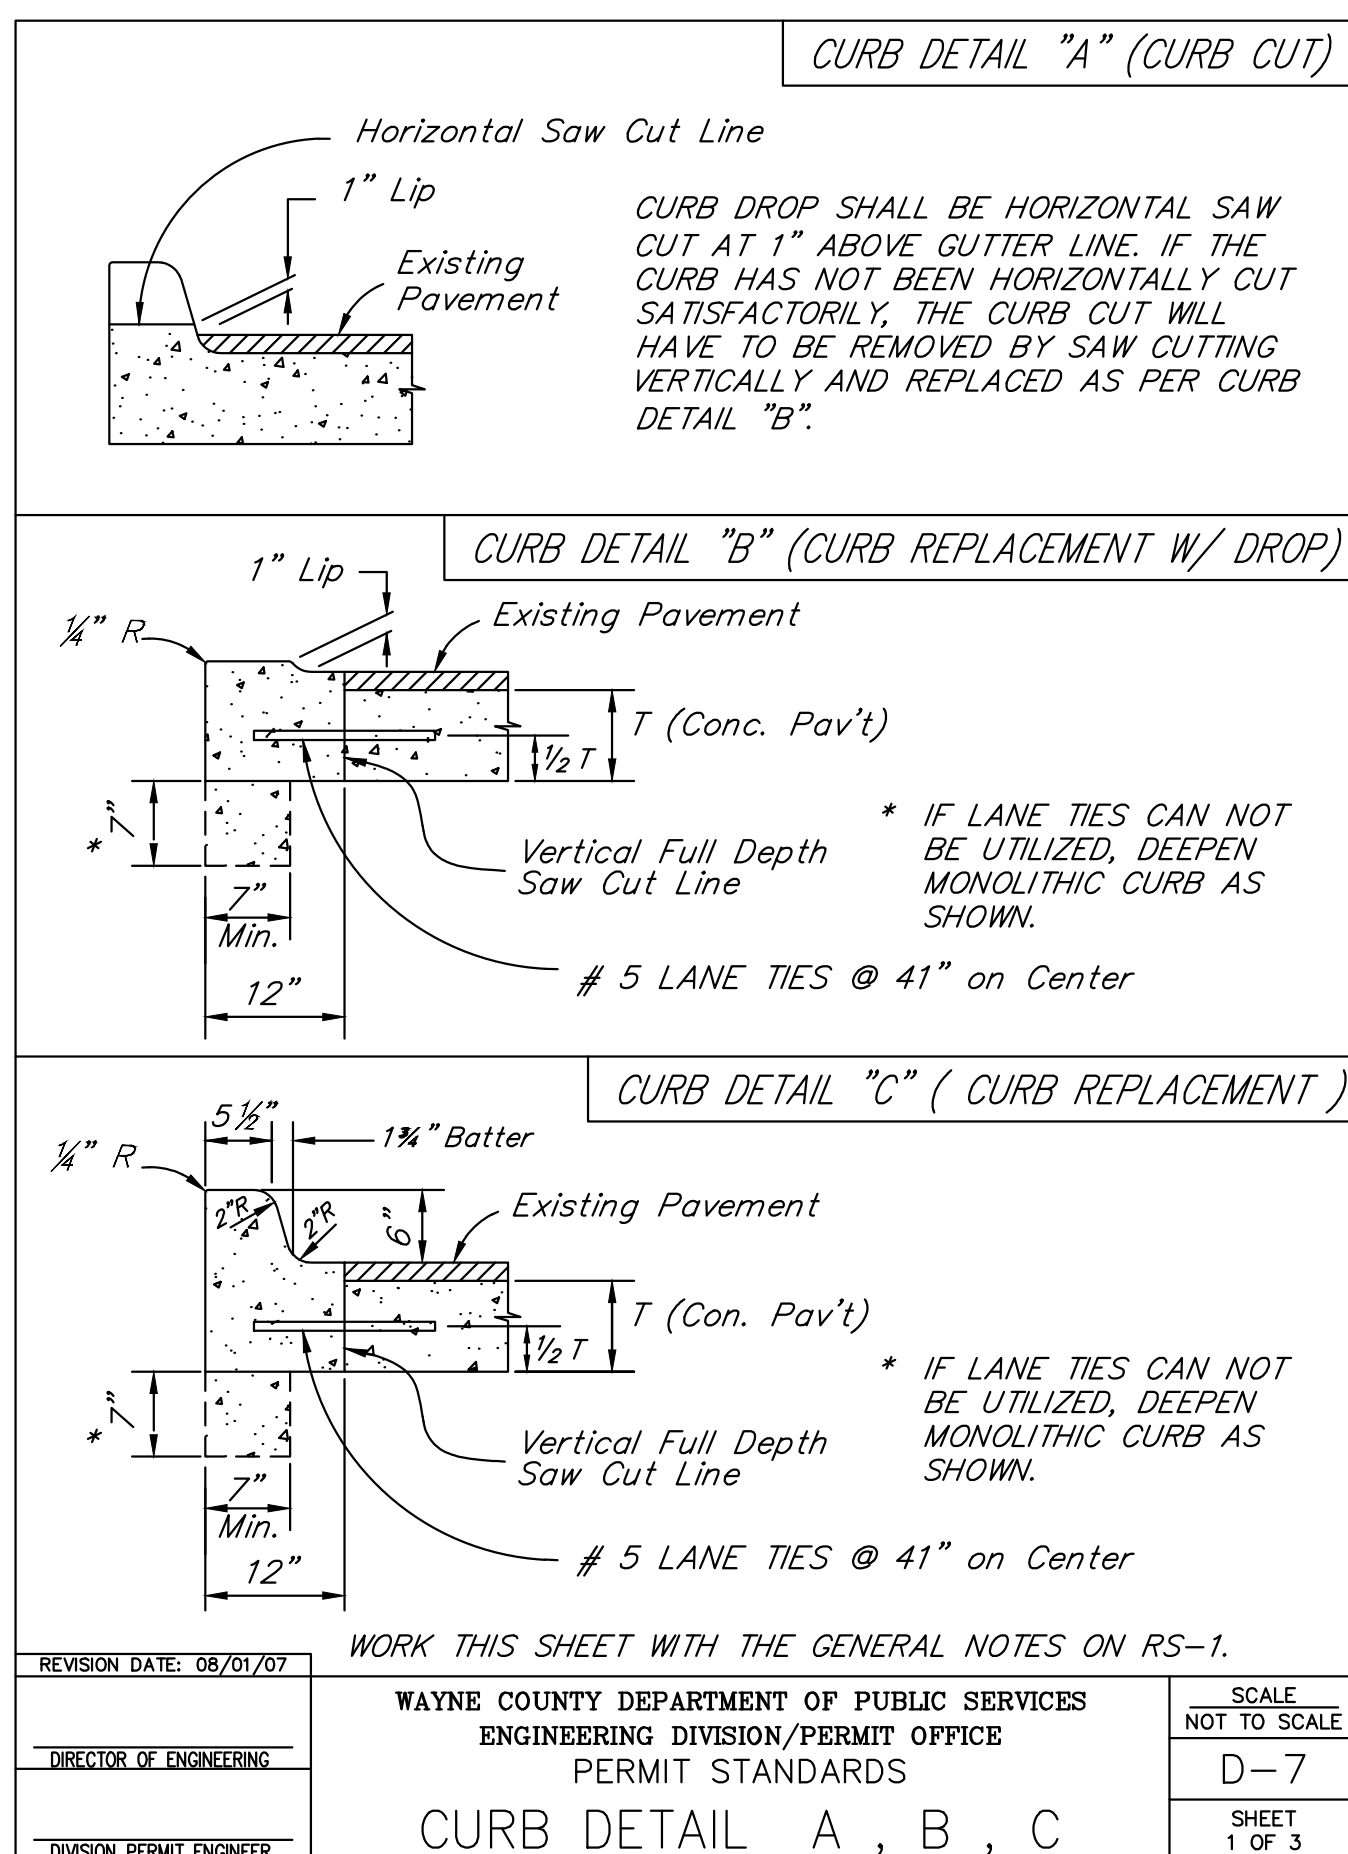 CURB DETAIL "A" (CURB CUT)
Horizontal Saw Cut Line
1" Lip
Existing
Pavement
CURB DROP SHALL BE HORIZONTAL SAW
CUT AT 1" ABOVE GUTTER LINE. IF THE
CURB HAS NOT BEEN HORIZONTALLY CUT
SATISFACTORILY, THE CURB CUT WILL
HAVE TO BE REMOVED BY SAW CUTTING
VERTICALLY AND REPLACED AS PER CURB
DETAIL "B".
CURB DETAIL "B" (CURB REPLACEMENT W/ DROP)
1" Lip
1/4" R
Existing Pavement
T (Conc. Pav't)
1/2 T
* 7"
7"
Min.
12"
Vertical Full Depth
Saw Cut Line
* IF LANE TIES CAN NOT
BE UTILIZED, DEEPEN
MONOLITHIC CURB AS
SHOWN.
# 5 LANE TIES @ 41" on Center
CURB DETAIL "C" ( CURB REPLACEMENT )
5 1/2"
1 3/4" Batter
1/4" R
2"R
2"R
6"
Existing Pavement
T (Con. Pav't)
1/2 T
* 7"
7"
Min.
12"
Vertical Full Depth
Saw Cut Line
* IF LANE TIES CAN NOT
BE UTILIZED, DEEPEN
MONOLITHIC CURB AS
SHOWN.
# 5 LANE TIES @ 41" on Center
WORK THIS SHEET WITH THE GENERAL NOTES ON RS-1.
REVISION DATE: 08/01/07
DIRECTOR OF ENGINEERING
DIVISION PERMIT ENGINEER
WAYNE COUNTY DEPARTMENT OF PUBLIC SERVICES
ENGINEERING DIVISION/PERMIT OFFICE
PERMIT STANDARDS
CURB DETAIL A , B , C
SCALE
NOT TO SCALE
D-7
SHEET
1 OF 3